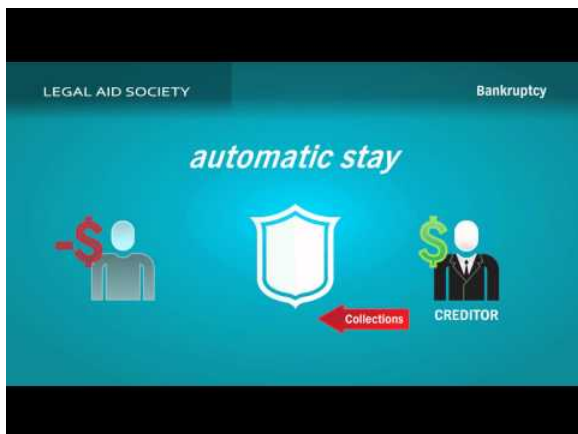 LEGAL AID SOCIETY
Bankruptcy
automatic stay
-$
$
Collections
CREDITOR